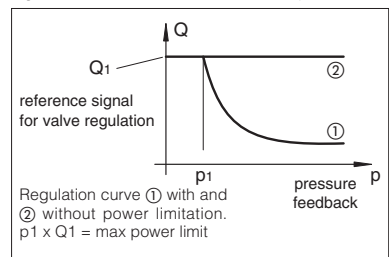 Q
Q1
②
reference signal
for valve regulation
①
p1
p
pressure
feedback
Regulation curve ① with and
② without power limitation.
p1 x Q1 = max power limit